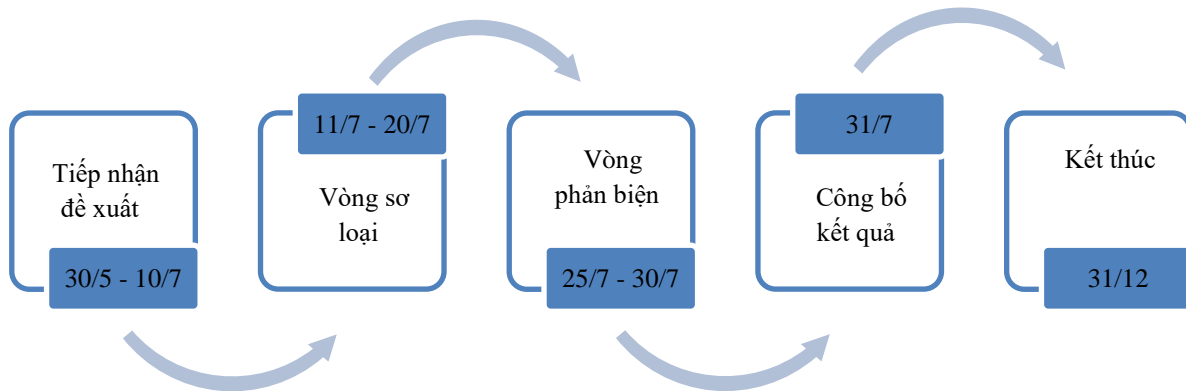 Tiếp nhận
đề xuất
30/5 - 10/7
11/7 - 20/7
Vòng sơ
loại
Vòng
phản biện
25/7 - 30/7
31/7
Công bố
kết quả
Kết thúc
31/12